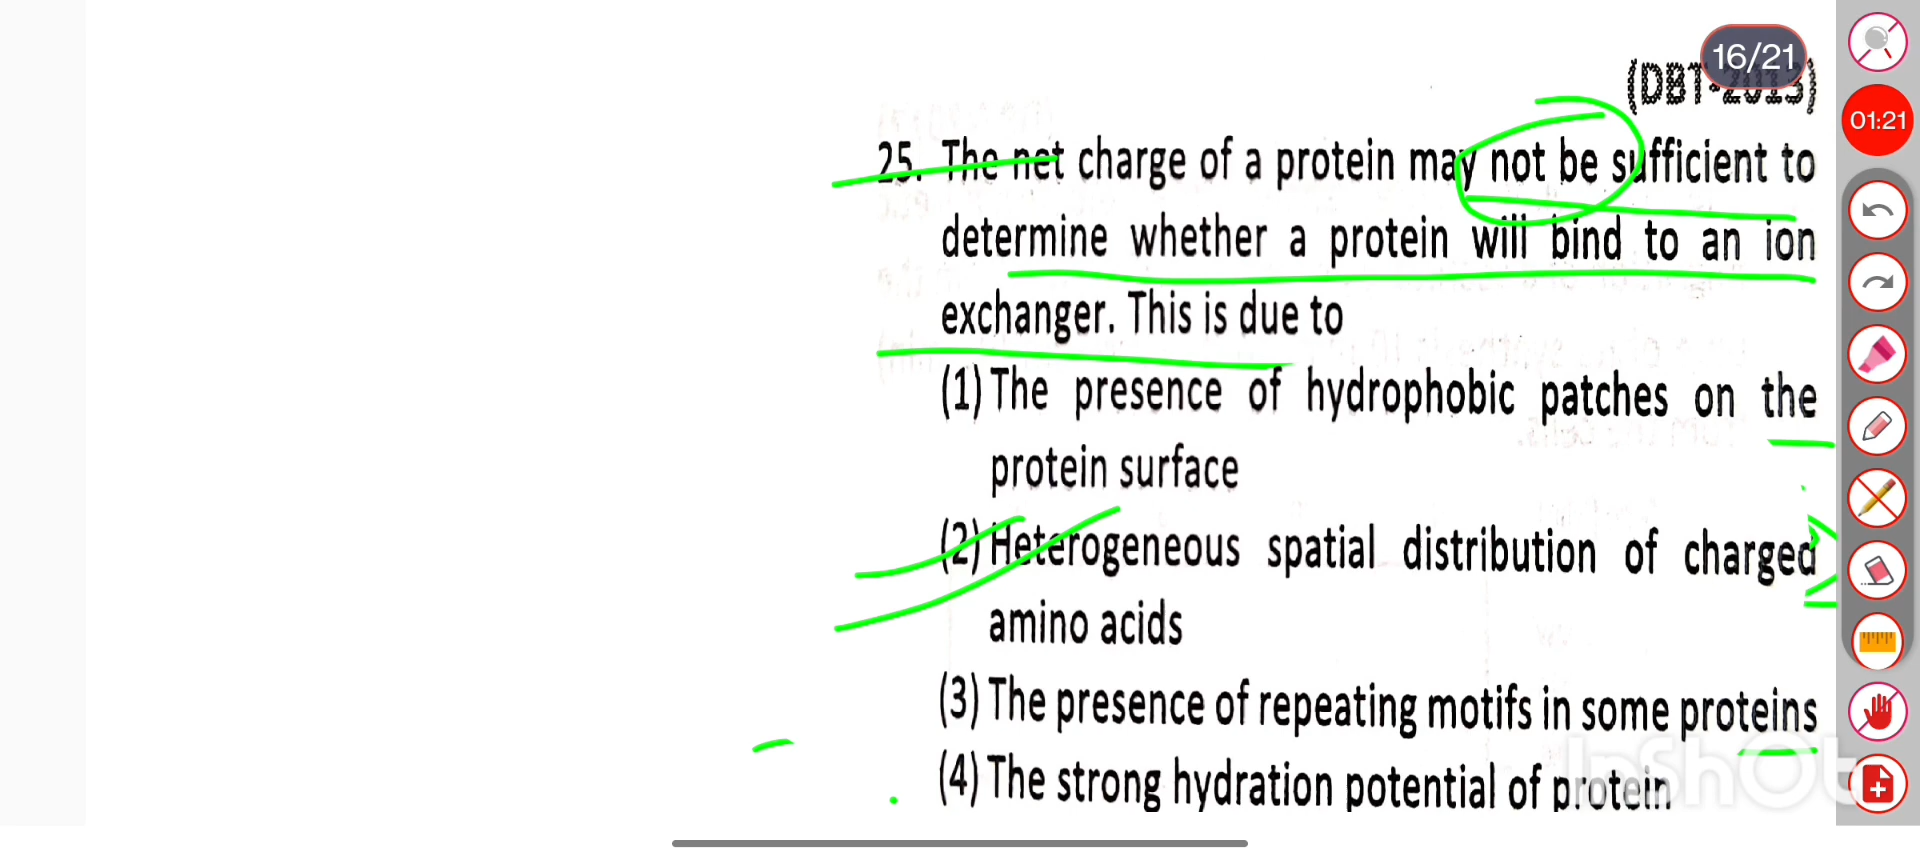 16/21
(DBT-2013)
01:21
25. The net charge of a protein may not be sufficient to
determine whether a protein will bind to an ion
exchanger. This is due to
(1) The presence of hydrophobic patches on the
protein surface
(2) Heterogeneous spatial distribution of charged
amino acids
(3) The presence of repeating motifs in some proteins
(4) The strong hydration potential of protein
InShOt